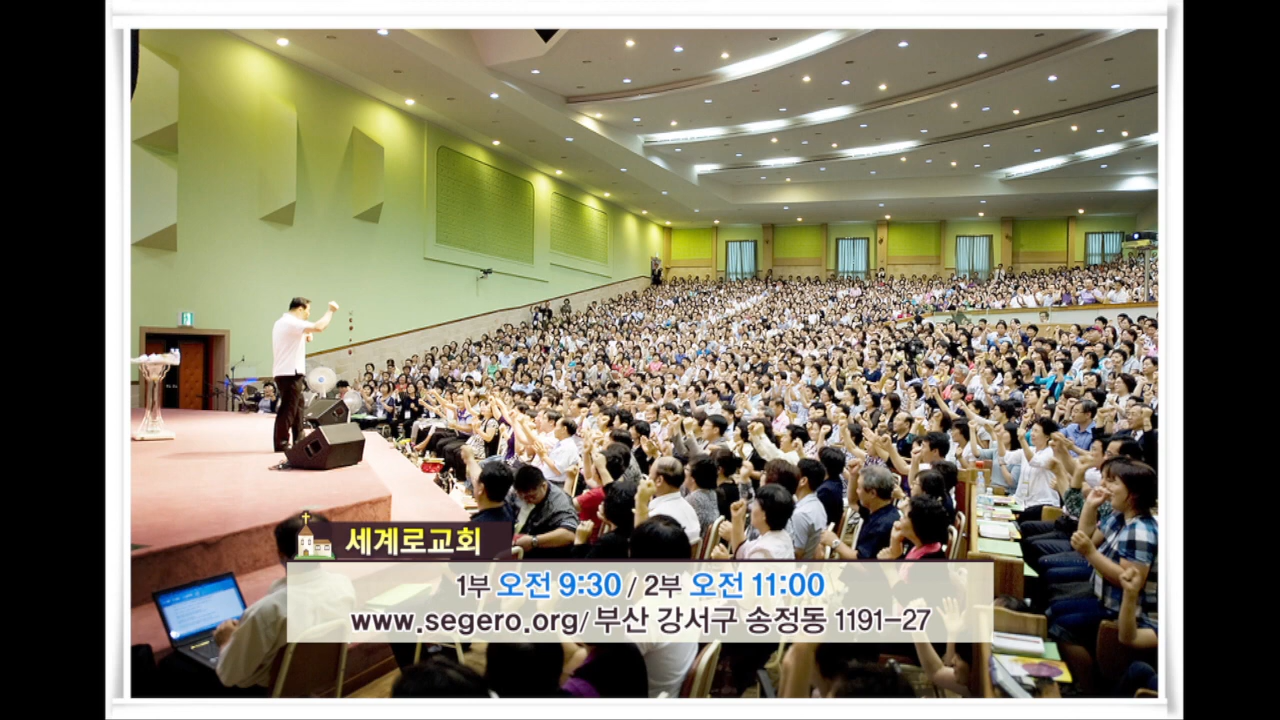 세계로교회
1부 오전 9:30 / 2부 오전 11:00
www.segero.org/ 부산 강서구 송정동 1191-27